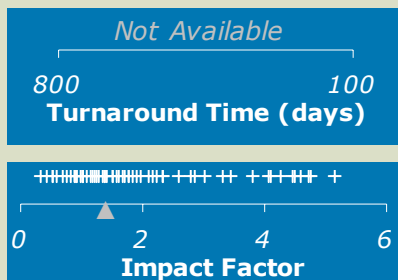 Not Available
800 100
Turnaround Time (days)
0 2 4 6
Impact Factor